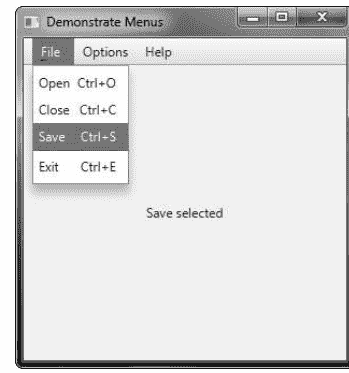 Demonstrate Menus
File Options Help
Open Ctrl+O
Close Ctrl+C
Save Ctrl+S
Exit Ctrl+E
Save selected